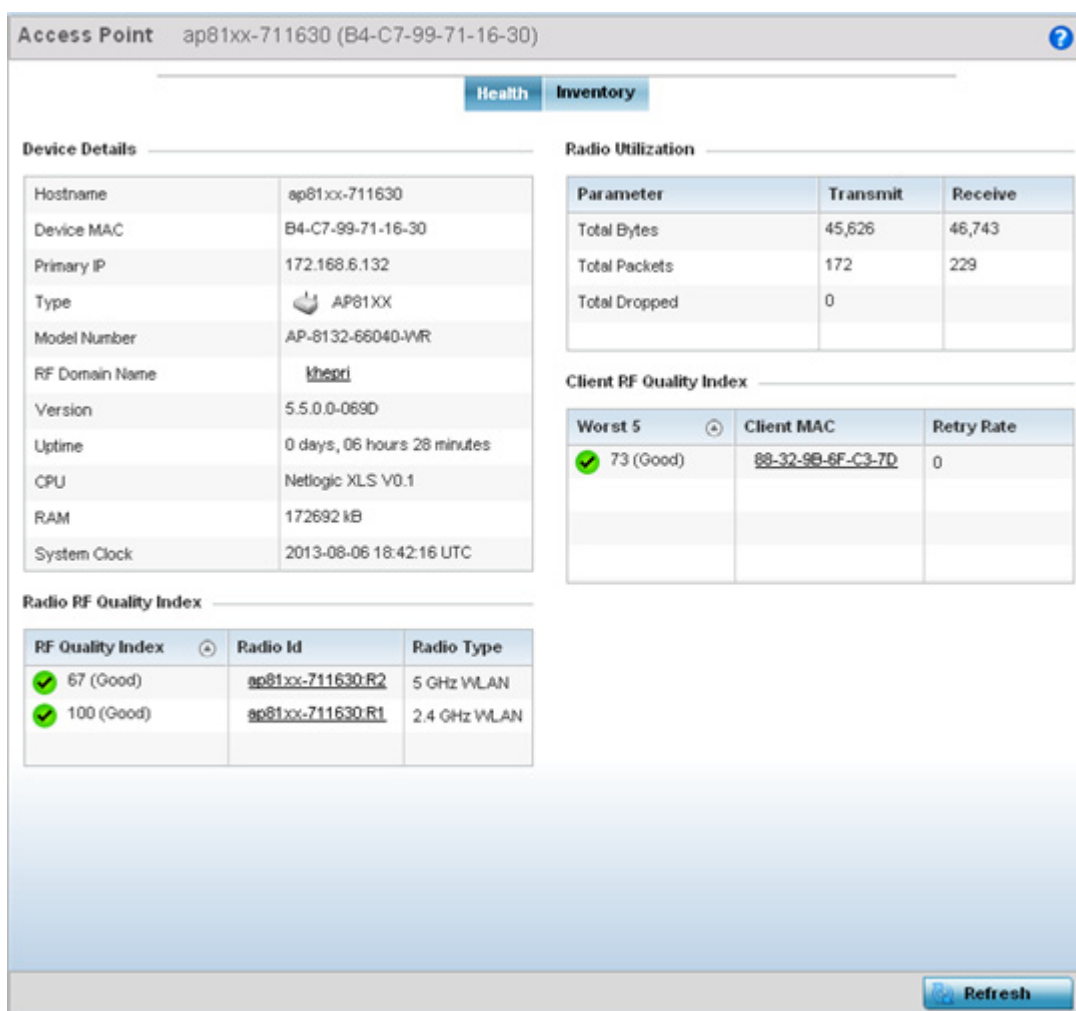 Access Point ap81xx-711630 (B4-C7-99-71-16-30)
?
Health Inventory
Device Details
Hostname ap81xx-711630
Device MAC B4-C7-99-71-16-30
Primary IP 172.168.6.132
Type AP81XX
Model Number AP-8132-66040-WR
RF Domain Name khepri
Version 5.5.0.0-069D
Uptime 0 days, 06 hours 28 minutes
CPU Netlogic XLS V0.1
RAM 172692 kB
System Clock 2013-08-06 18:42:16 UTC
Radio RF Quality Index
RF Quality Index Radio Id Radio Type
67 (Good) ap81xx-711630:R2 5 GHz WLAN
100 (Good) ap81xx-711630:R1 2.4 GHz WLAN
Radio Utilization
Parameter Transmit Receive
Total Bytes 45,626 46,743
Total Packets 172 229
Total Dropped 0
Client RF Quality Index
Worst 5 Client MAC Retry Rate
73 (Good) 88-32-9B-6F-C3-7D 0
Refresh